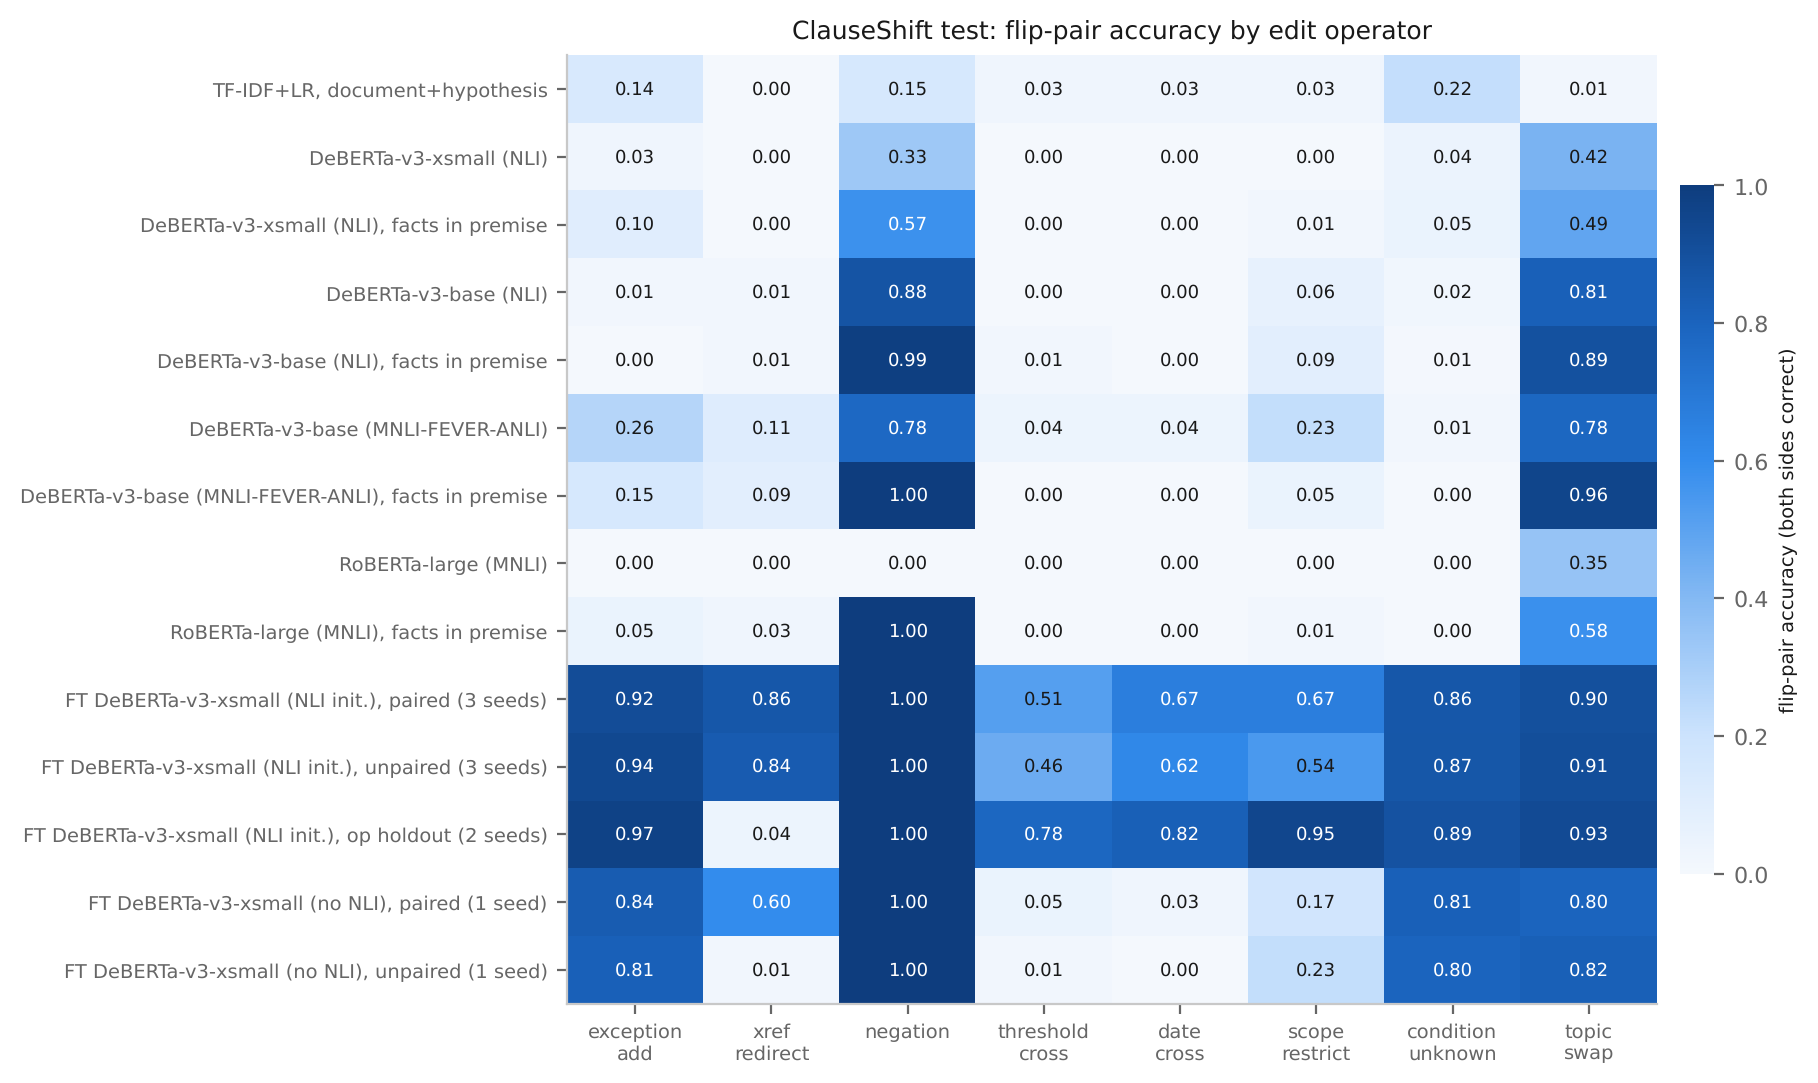 ClauseShift test: flip-pair accuracy by edit operator
TF-IDF+LR, document+hypothesis 0.14 0.00 0.15 0.03 0.03 0.03 0.22 0.01
DeBERTa-v3-xsmall (NLI) 0.03 0.00 0.33 0.00 0.00 0.00 0.04 0.42
DeBERTa-v3-xsmall (NLI), facts in premise 0.10 0.00 0.57 0.00 0.00 0.01 0.05 0.49
DeBERTa-v3-base (NLI) 0.01 0.01 0.88 0.00 0.00 0.06 0.02 0.81
DeBERTa-v3-base (NLI), facts in premise 0.00 0.01 0.99 0.01 0.00 0.09 0.01 0.89
DeBERTa-v3-base (MNLI-FEVER-ANLI) 0.26 0.11 0.78 0.04 0.04 0.23 0.01 0.78
DeBERTa-v3-base (MNLI-FEVER-ANLI), facts in premise 0.15 0.09 1.00 0.00 0.00 0.05 0.00 0.96
RoBERTa-large (MNLI) 0.00 0.00 0.00 0.00 0.00 0.00 0.00 0.35
RoBERTa-large (MNLI), facts in premise 0.05 0.03 1.00 0.00 0.00 0.01 0.00 0.58
FT DeBERTa-v3-xsmall (NLI init.), paired (3 seeds) 0.92 0.86 1.00 0.51 0.67 0.67 0.86 0.90
FT DeBERTa-v3-xsmall (NLI init.), unpaired (3 seeds) 0.94 0.84 1.00 0.46 0.62 0.54 0.87 0.91
FT DeBERTa-v3-xsmall (NLI init.), op holdout (2 seeds) 0.97 0.04 1.00 0.78 0.82 0.95 0.89 0.93
FT DeBERTa-v3-xsmall (no NLI), paired (1 seed) 0.84 0.60 1.00 0.05 0.03 0.17 0.81 0.80
FT DeBERTa-v3-xsmall (no NLI), unpaired (1 seed) 0.81 0.01 1.00 0.01 0.00 0.23 0.80 0.82
exception xref negation threshold date scope condition topic
add redirect cross cross restrict unknown swap
1.0
0.8
0.6
0.4
0.2
0.0
flip-pair accuracy (both sides correct)